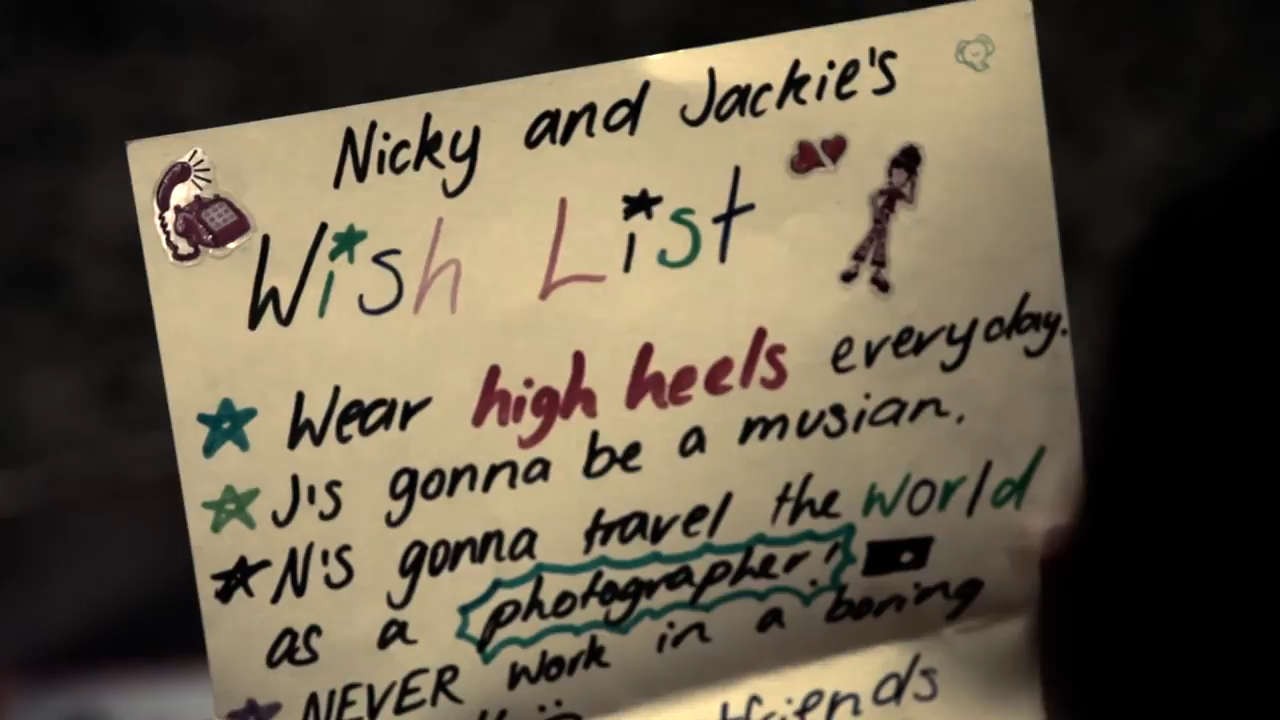 Nicky and Jackie's
Wish List
Wear high heels everyday.
J's gonna be a musian.
N's gonna travel the world
as a photographer!
NEVER work in a boring